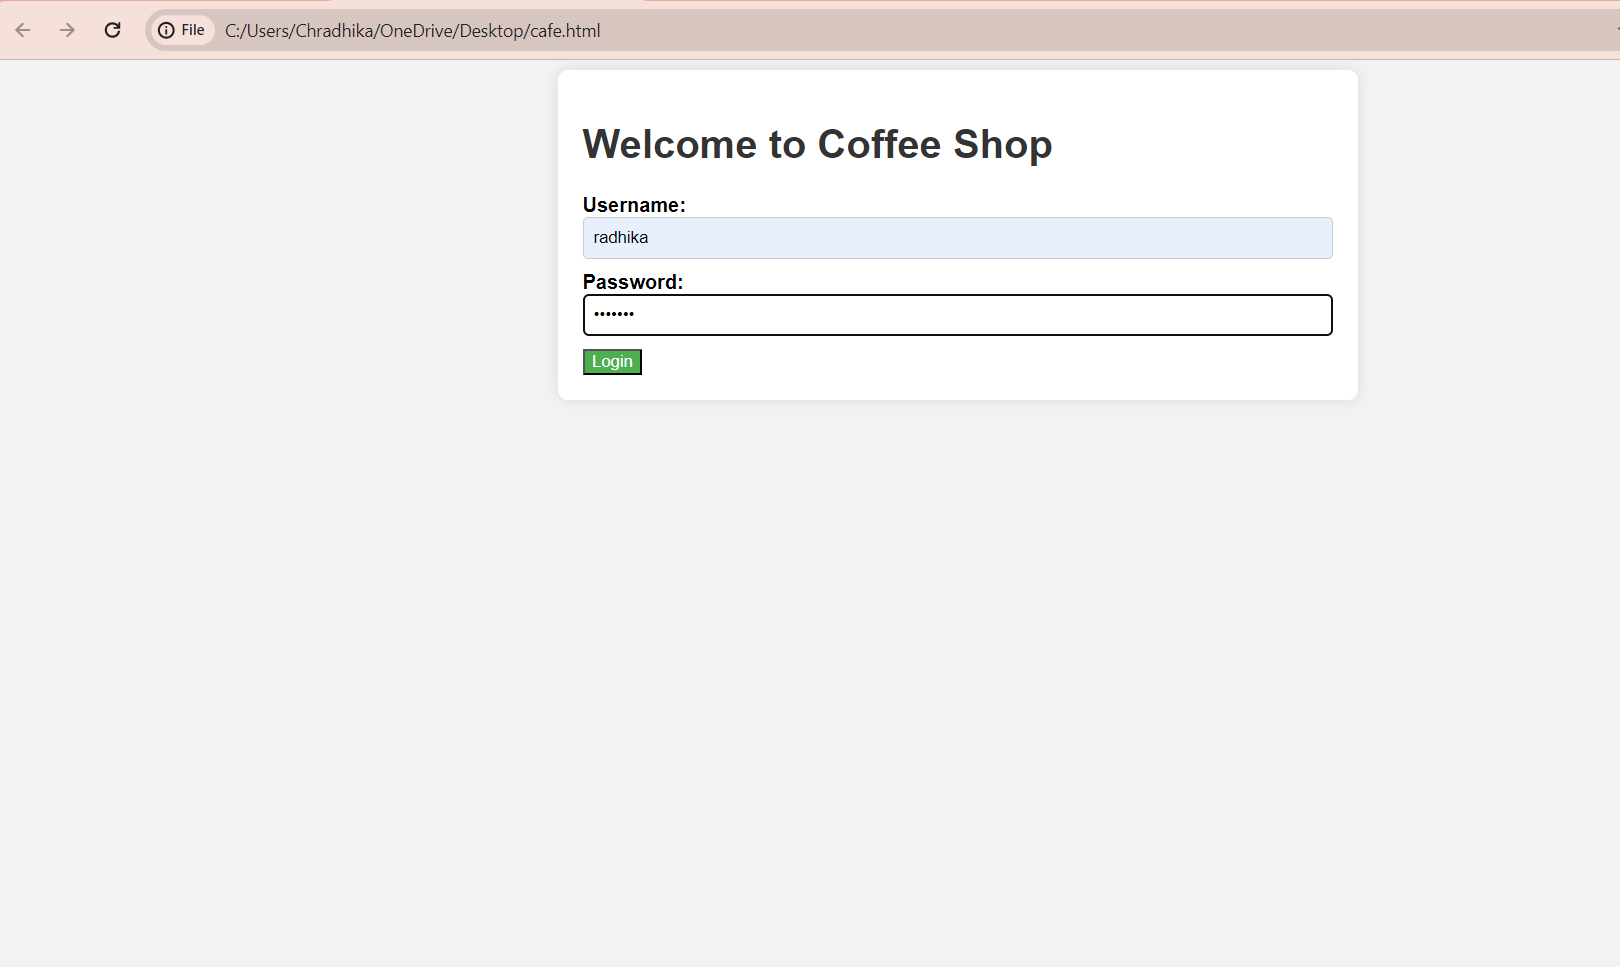 File C:/Users/Chradhika/OneDrive/Desktop/cafe.html
Welcome to Coffee Shop
Username:
radhika
Password:
•••••••
Login